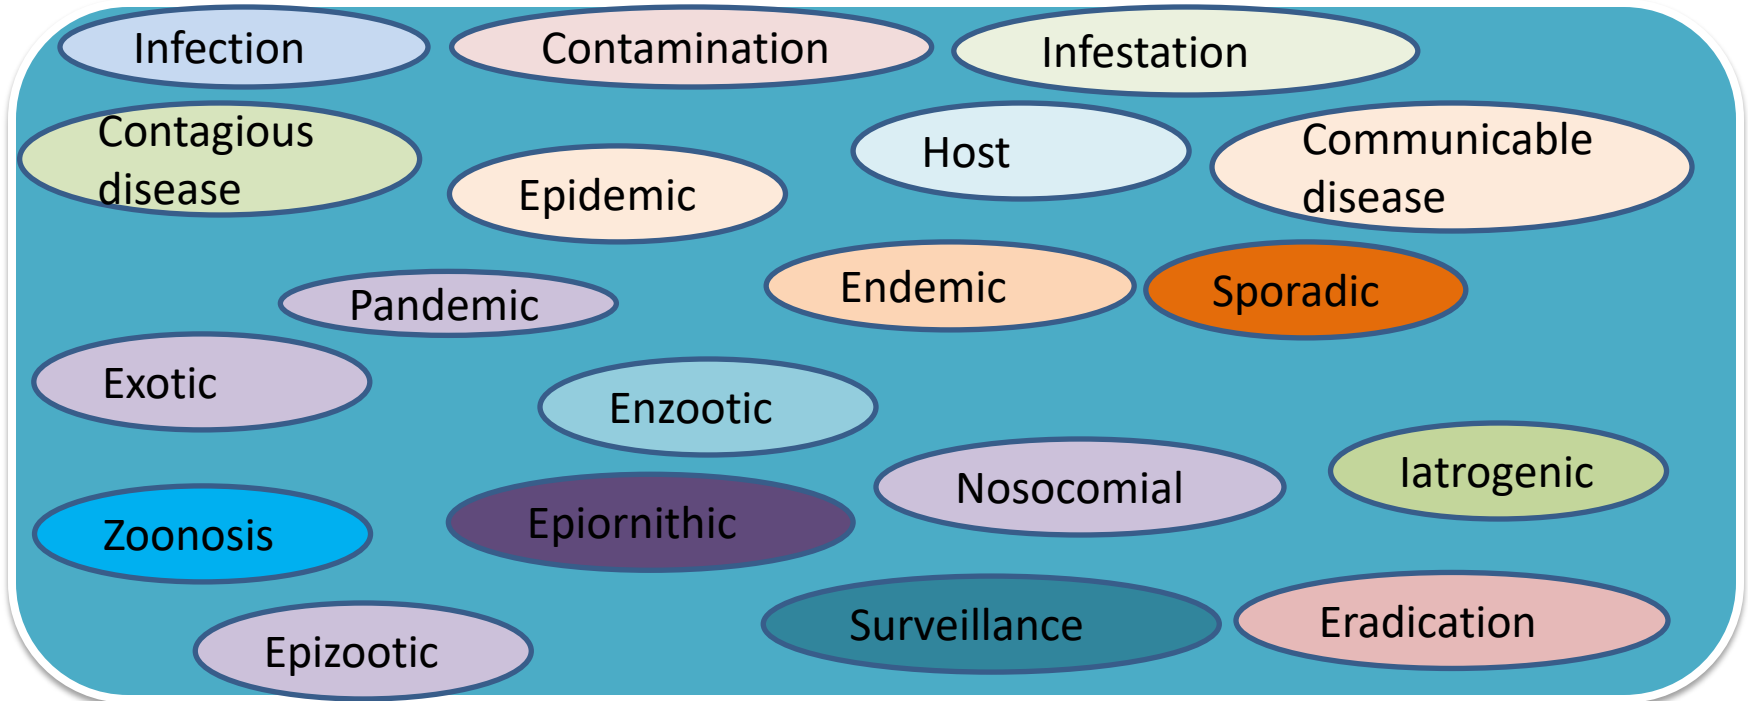 Infection
Contamination
Infestation
Contagious
disease
Epidemic
Host
Communicable
disease
Pandemic
Endemic
Sporadic
Exotic
Enzootic
Nosocomial
Iatrogenic
Zoonosis
Epiornithic
Surveillance
Eradication
Epizootic